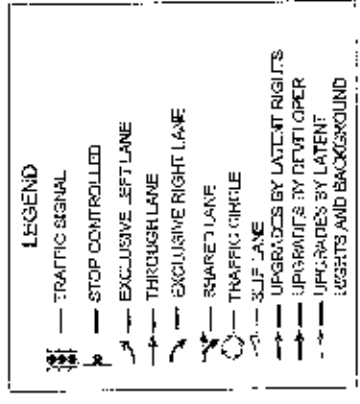 LEGEND
TRAFFIC SIGNAL
STOP CONTROLLED
EXCLUSIVE LEFT LANE
THROUGH LANE
EXCLUSIVE RIGHT LANE
SHARED LANE
TRAFFIC CIRCLE
SLIP LANE
UPGRADES BY LATENT RIGHTS
UPGRADES BY DEVELOPER
UPGRADES BY LATENT
RIGHTS AND BACKGROUND